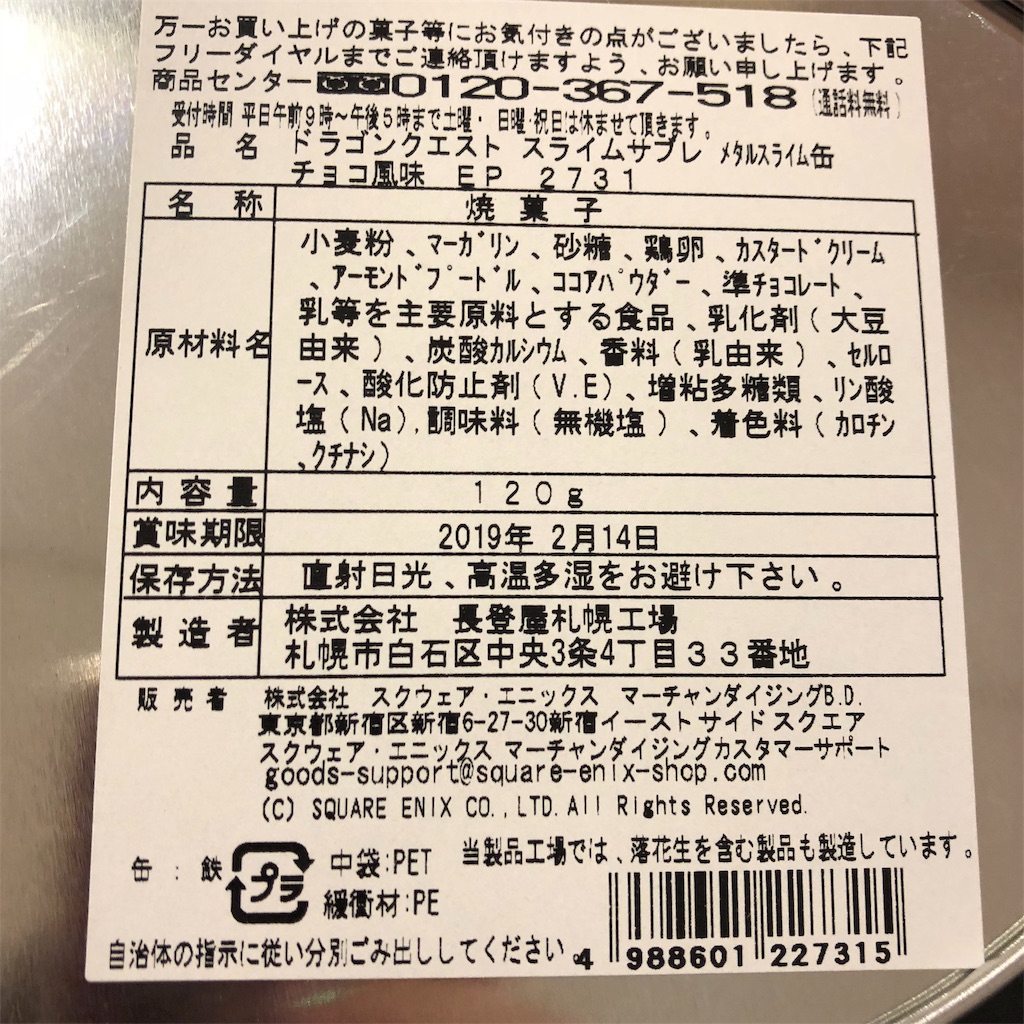 万一お買い上げの菓子等にお気付きの点がございましたら、下記
フリーダイヤルまでご連絡頂けますよう、お願い申し上げます。
商品センター 0120-367-518 (通話料無料)
受付時間 平日午前9時~午後5時まで土曜・日曜・祝日は休ませて頂きます。
品 名 ドラゴンクエスト スライムサブレ メタルスライム缶
チョコ風味 EP 2731
名 称 焼 菓 子
原材料名 小麦粉、マーガリン、砂糖、鶏卵、カスタードクリーム
、アーモンドプードル、ココアパウダー、準チョコレート、
乳等を主要原料とする食品、乳化剤(大豆
由来)、炭酸カルシウム、香料(乳由来)、セルロ
ース、酸化防止剤(V.E)、増粘多糖類、リン酸
塩(Na),調味料(無機塩)、着色料(カロチン
、クチナシ)
内 容 量 120g
賞味期限 2019年 2月14日
保存方法 直射日光、高温多湿をお避け下さい。
製 造 者 株式会社 長登屋札幌工場
札幌市白石区中央3条4丁目33番地
販 売 者 株式会社 スクウェア・エニックス マーチャンダイジングB.D.
東京都新宿区新宿6-27-30新宿イーストサイドスクエア
スクウェア・エニックス マーチャンダイジングカスタマーサポート
goods-support@square-enix-shop.com
(C) SQUARE ENIX CO.,LTD.All Rights Reserved.
当製品工場では、落花生を含む製品も製造しています。
缶 : 鉄 プラ 中袋:PET
緩衝材:PE
自治体の指示に従い分別ごみ出ししてください。
4 988601 227315